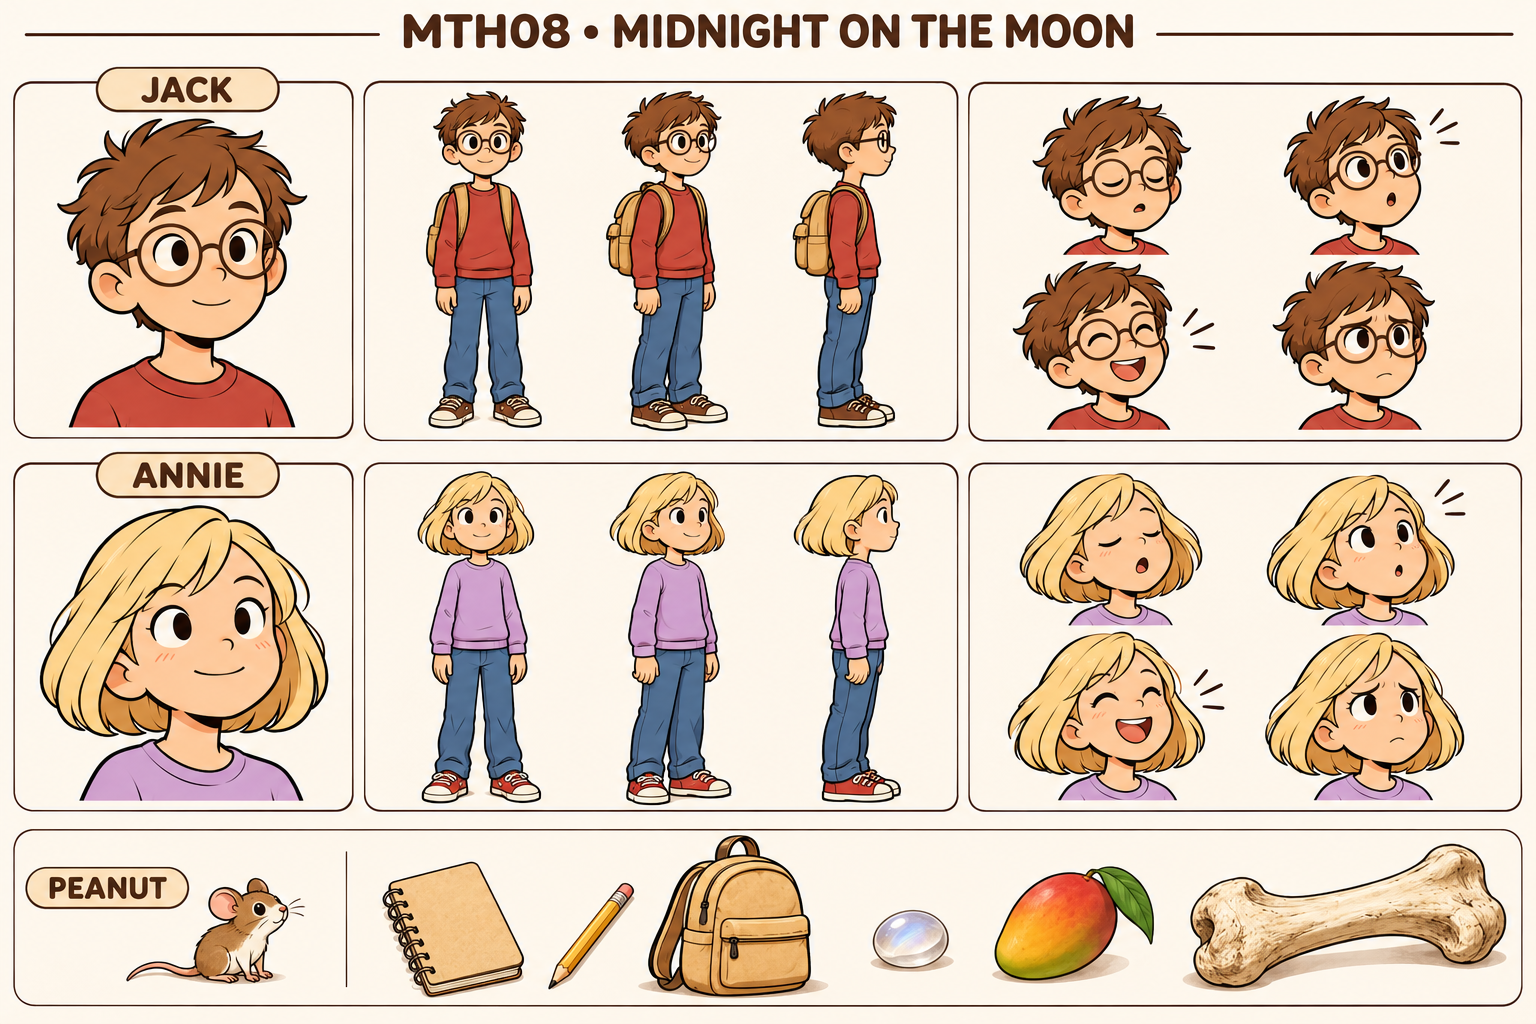 MTH08 • MIDNIGHT ON THE MOON
JACK
ANNIE
PEANUT